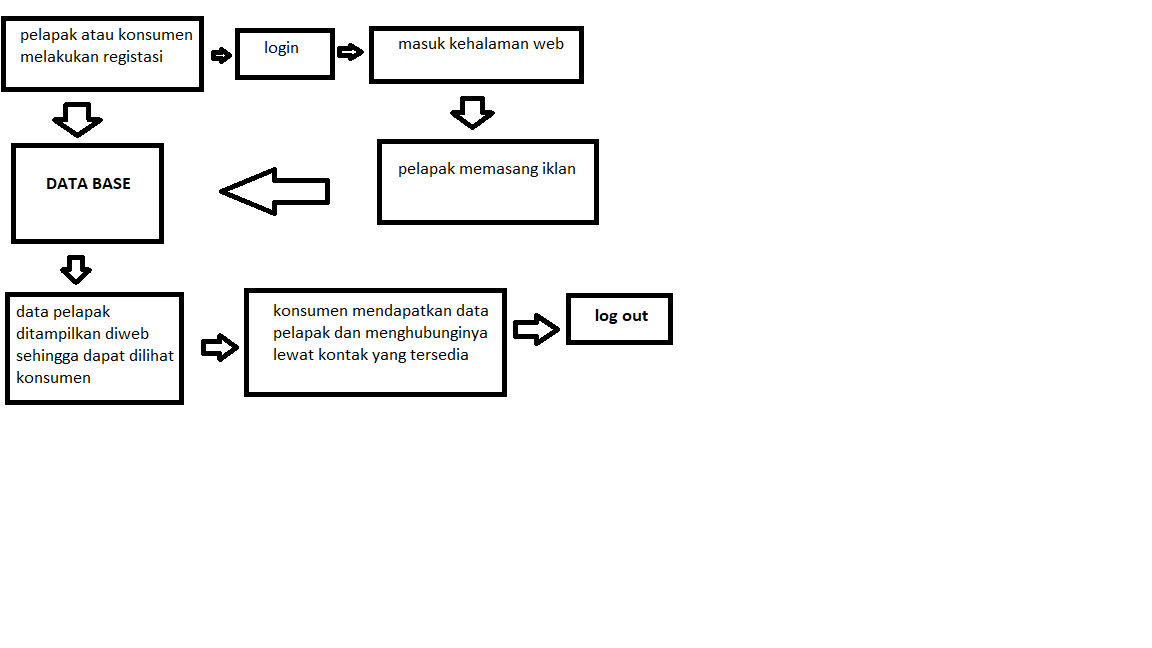 pelapak atau konsumen
melakukan registasi
login
masuk kehalaman web
pelapak memasang iklan
DATA BASE
data pelapak
ditampilkan diweb
sehingga dapat dilihat
konsumen
konsumen mendapatkan data
pelapak dan menghubunginya
lewat kontak yang tersedia
log out